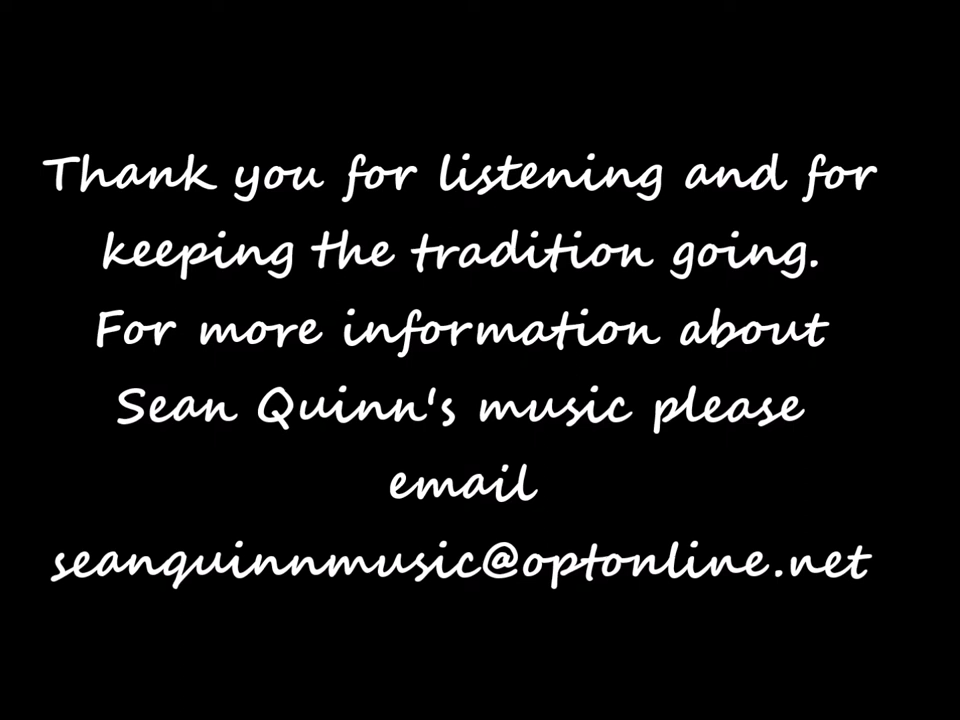 Thank you for listening and for
keeping the tradition going.
For more information about
Sean Quinn's music please
email
seanquinnmusic@optonline.net